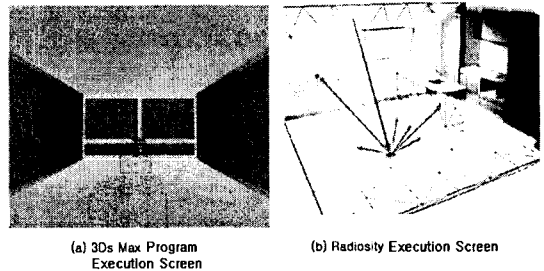 (a) 3Ds Max Program
Execution Screen
(b) Radiosity Execution Screen